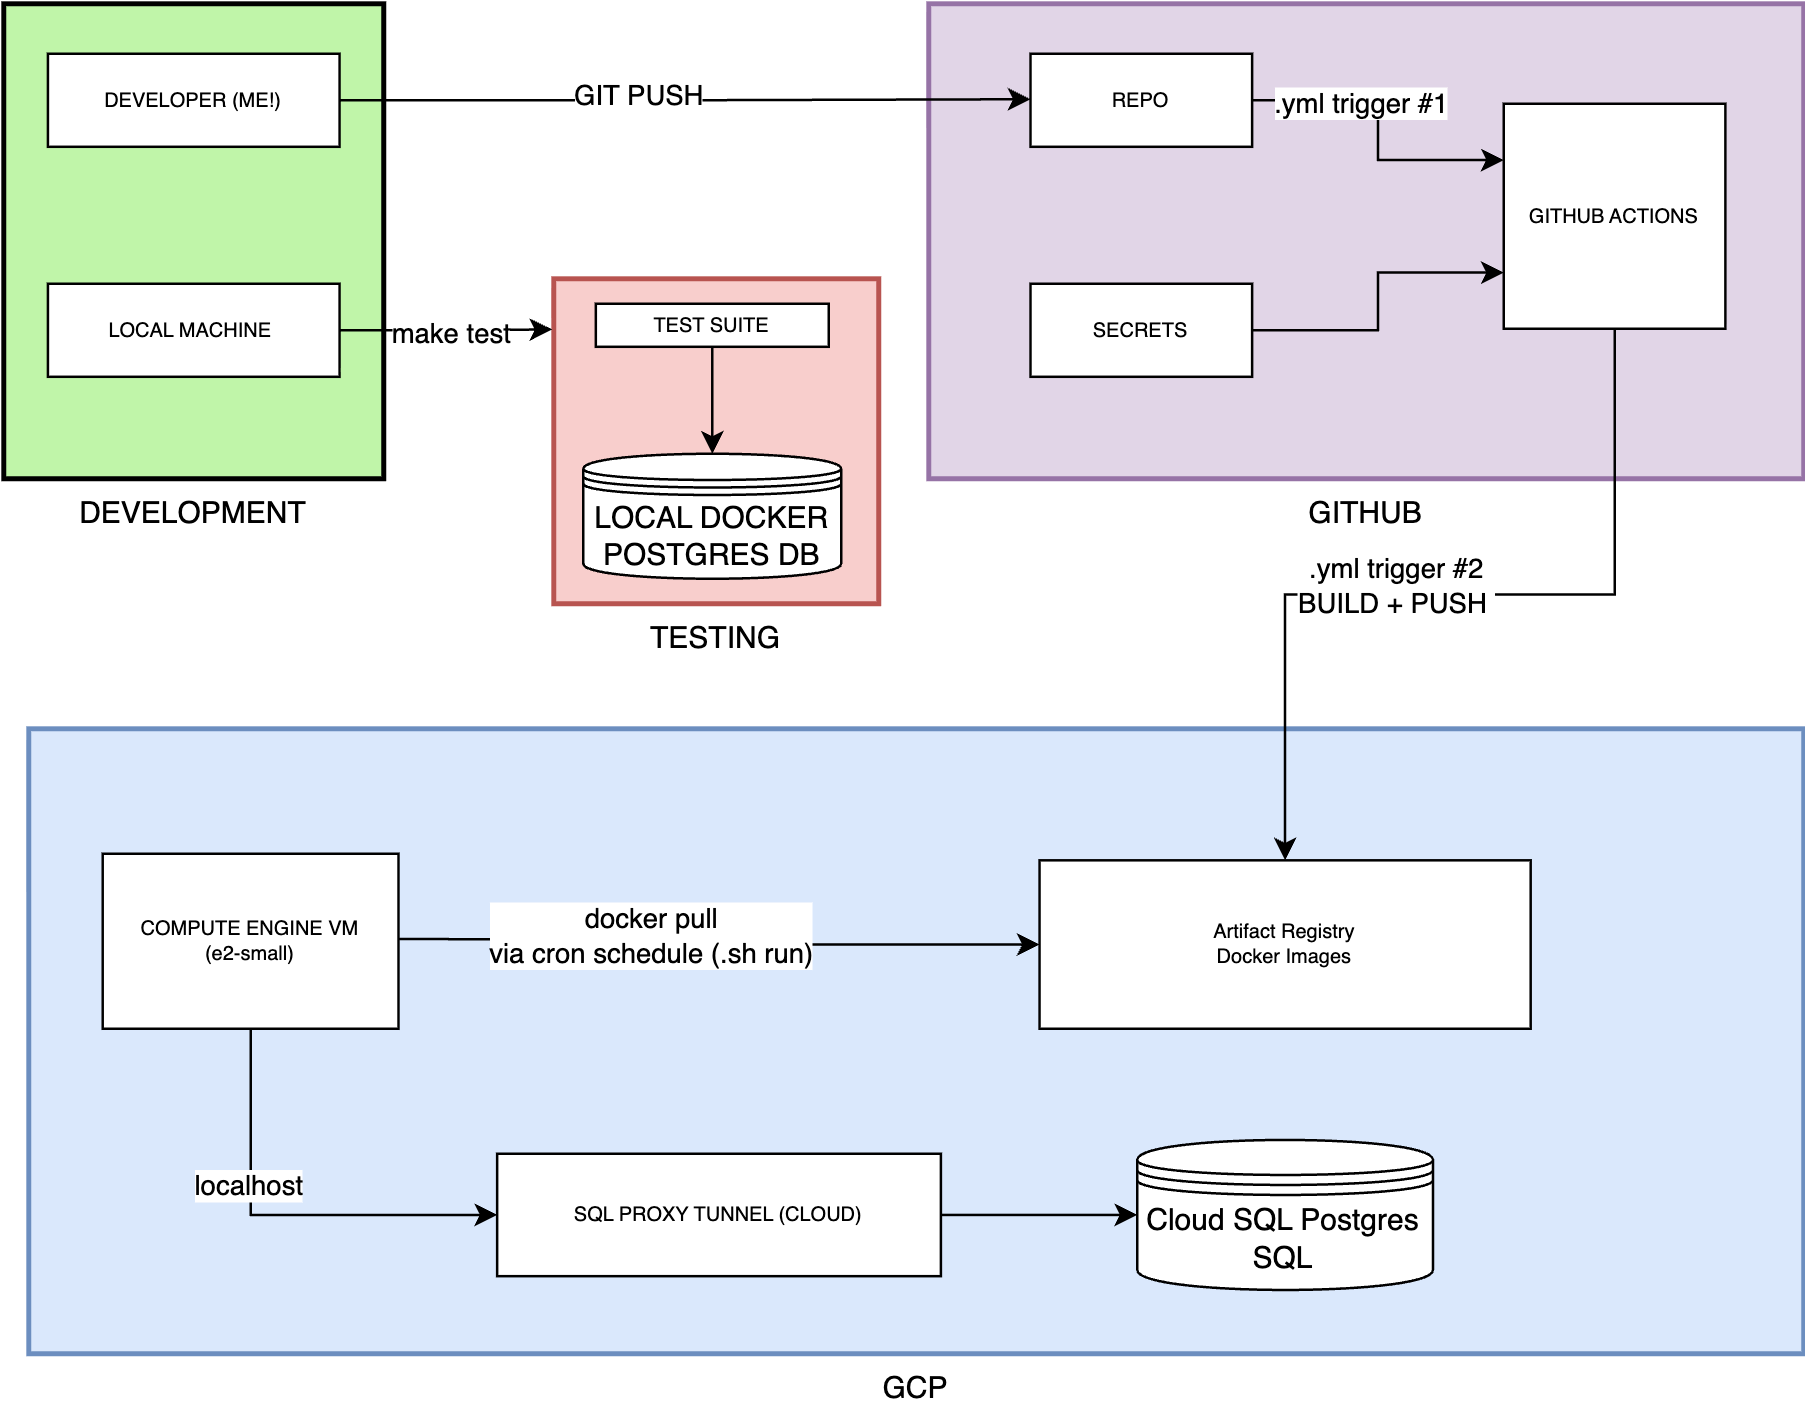 DEVELOPER (ME!)
GIT PUSH
REPO
.yml trigger #1
GITHUB ACTIONS
LOCAL MACHINE
make test
TEST SUITE
SECRETS
LOCAL DOCKER
POSTGRES DB
DEVELOPMENT
GITHUB
TESTING
.yml trigger #2
BUILD + PUSH
COMPUTE ENGINE VM
(e2-small)
docker pull
via cron schedule (.sh run)
Artifact Registry
Docker Images
localhost
SQL PROXY TUNNEL (CLOUD)
Cloud SQL Postgres
SQL
GCP